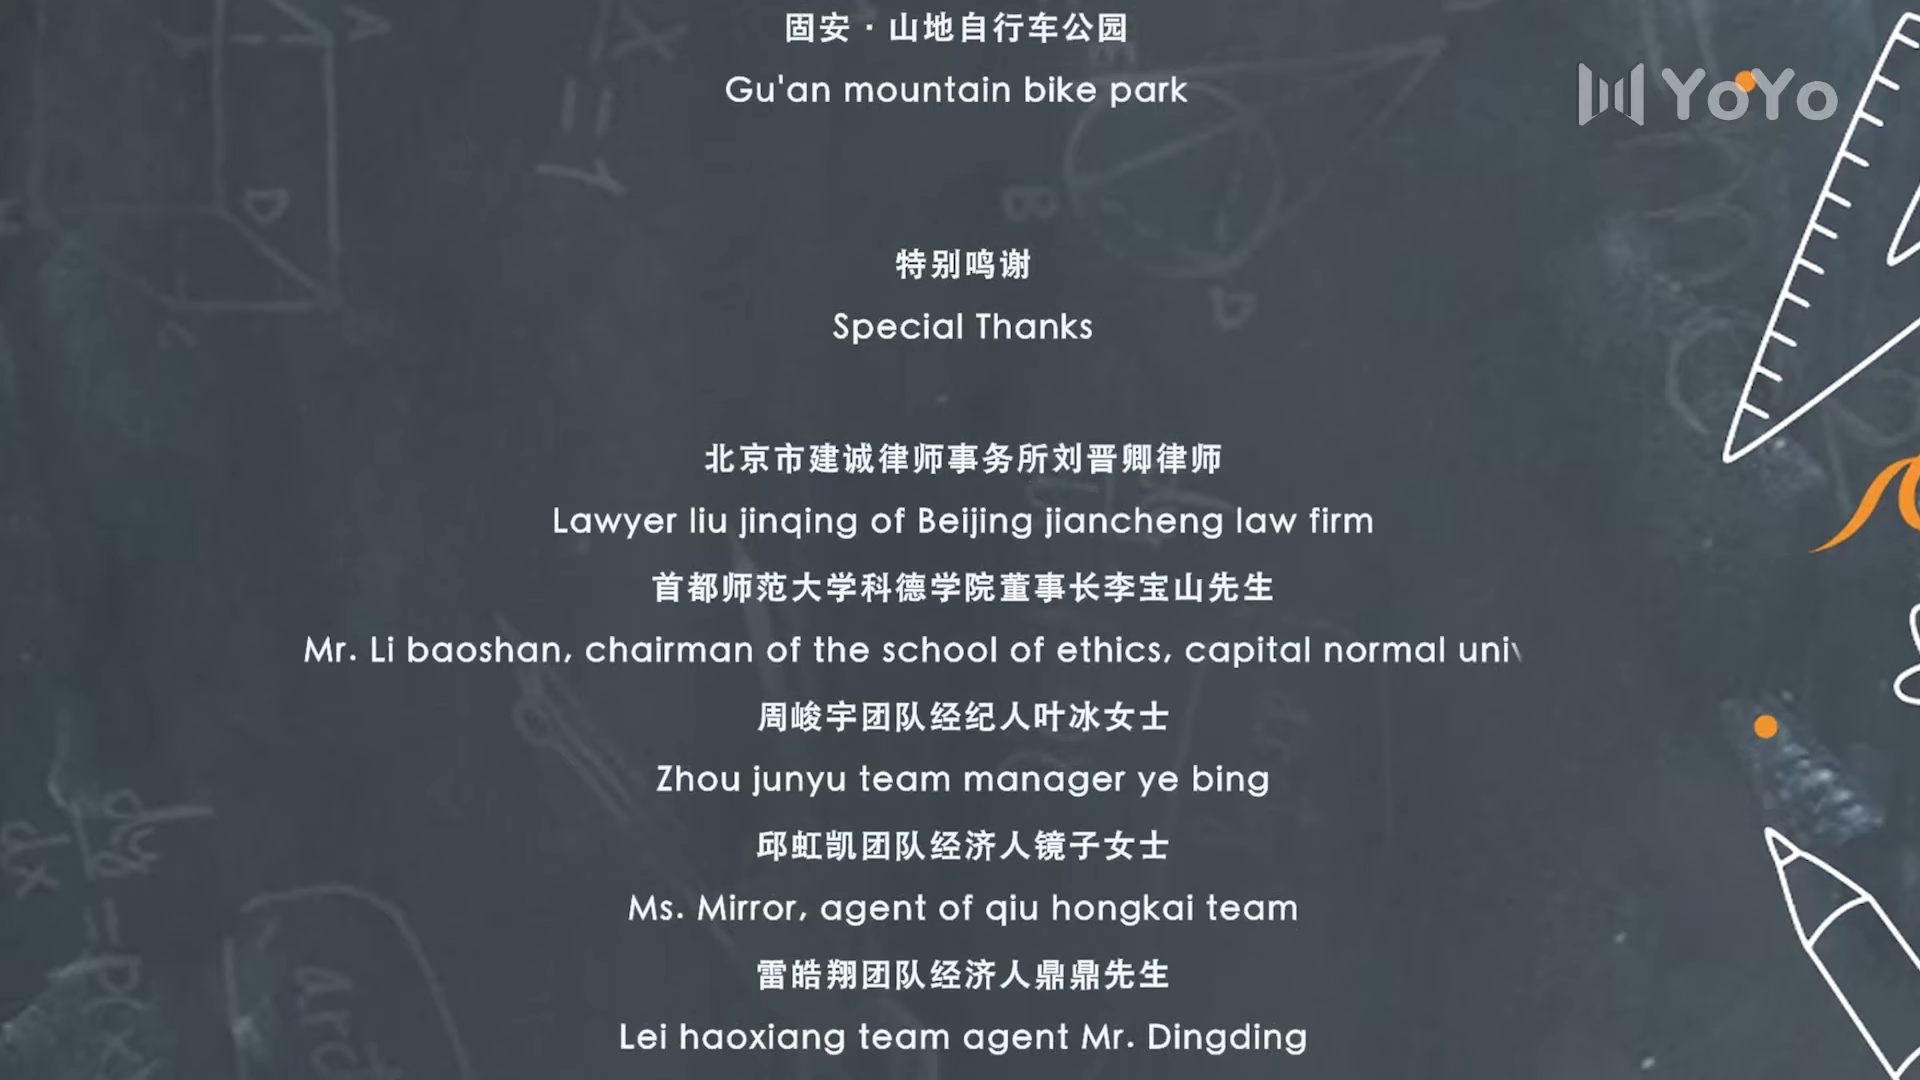 固安·山地自行车公园
Gu'an mountain bike park
YoYo
特别鸣谢
Special Thanks
北京市建诚律师事务所刘晋卿律师
Lawyer liu jinqing of Beijing jiancheng law firm
首都师范大学科德学院董事长李宝山先生
Mr. Li baoshan, chairman of the school of ethics, capital normal univ
周峻宇团队经纪人叶冰女士
Zhou junyu team manager ye bing
邱虹凯团队经济人镜子女士
Ms. Mirror, agent of qiu hongkai team
雷皓翔团队经济人鼎鼎先生
Lei haoxiang team agent Mr. Dingding